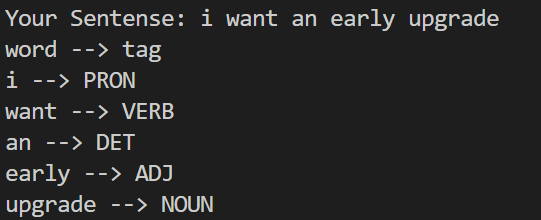 Your Sentense: i want an early upgrade
word --> tag
i --> PRON
want --> VERB
an --> DET
early --> ADJ
upgrade --> NOUN